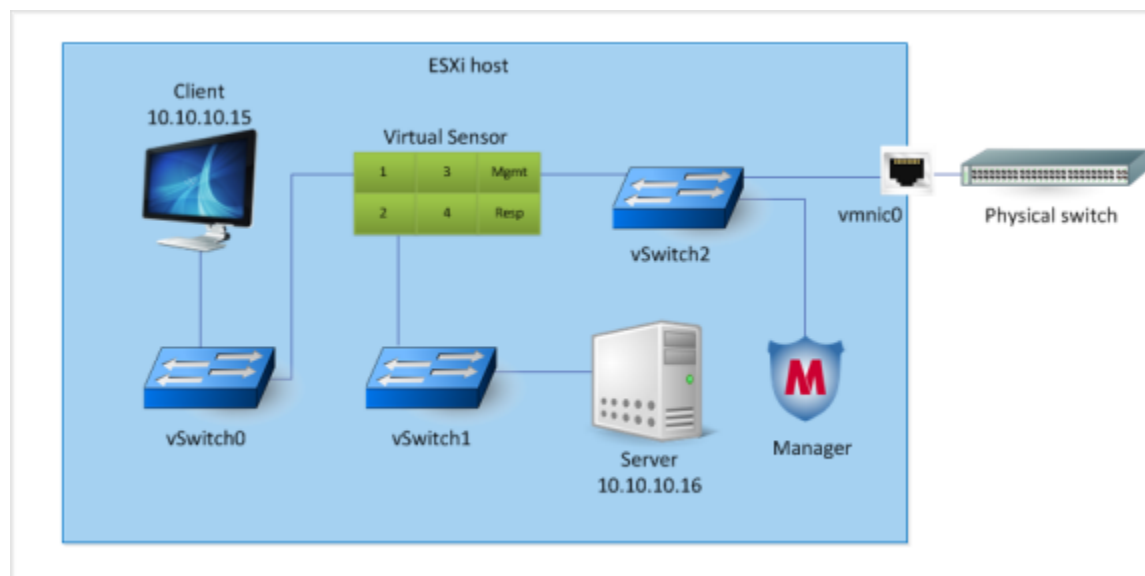 ESXi host
Client
10.10.10.15
Virtual Sensor
1 3 Mgmt
2 4 Resp
vSwitch2
vmnic0
Physical switch
vSwitch0
vSwitch1
Server
10.10.10.16
M
Manager